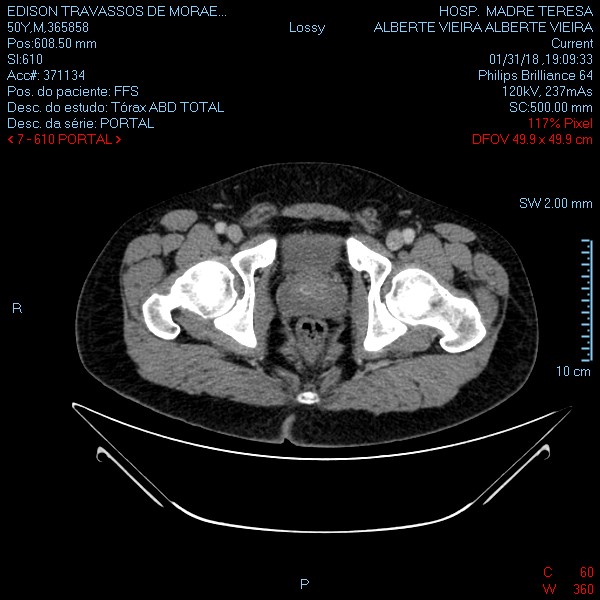 EDISON TRAVASSOS DE MORAE...
50Y,M,365858
Pos:608.50 mm
SI:610
Acc#: 371134
Pos. do paciente: FFS
Desc. do estudo: Tórax ABD TOTAL
Desc. da série: PORTAL
< 7 - 610 PORTAL >
Lossy
HOSP. MADRE TERESA
ALBERTE VIEIRA ALBERTE VIEIRA
Current
01/31/18 ,19:09:33
Philips Brilliance 64
120kV, 237mAs
SC:500.00 mm
117% Pixel
DFOV 49.9 x 49.9 cm
SW 2.00 mm
R
10 cm
P
C 60
W 360